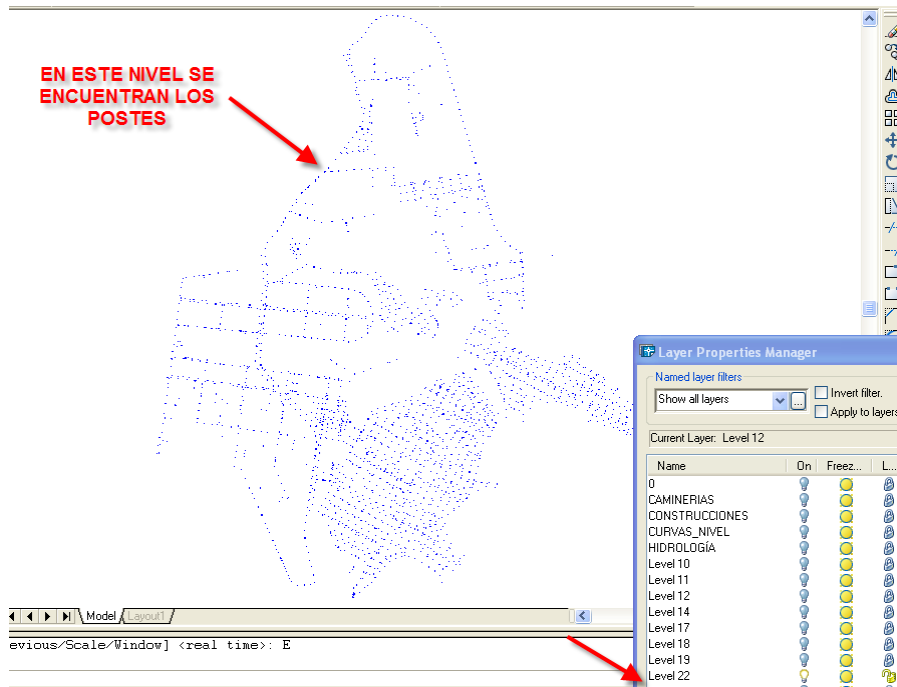 EN ESTE NIVEL SE
ENCUENTRAN LOS
POSTES
Layer Properties Manager
Named layer filters
Show all layers
...
Invert filter.
Apply to layers
Current Layer: Level 12
Name On Freez... L...
0
CAMINERIAS
CONSTRUCCIONES
CURVAS_NIVEL
HIDROLOGÍA
Level 10
Level 11
Level 12
Level 14
Level 17
Level 18
Level 19
Level 22
Model Layout1
evious/Scale/Window] <real time>: E